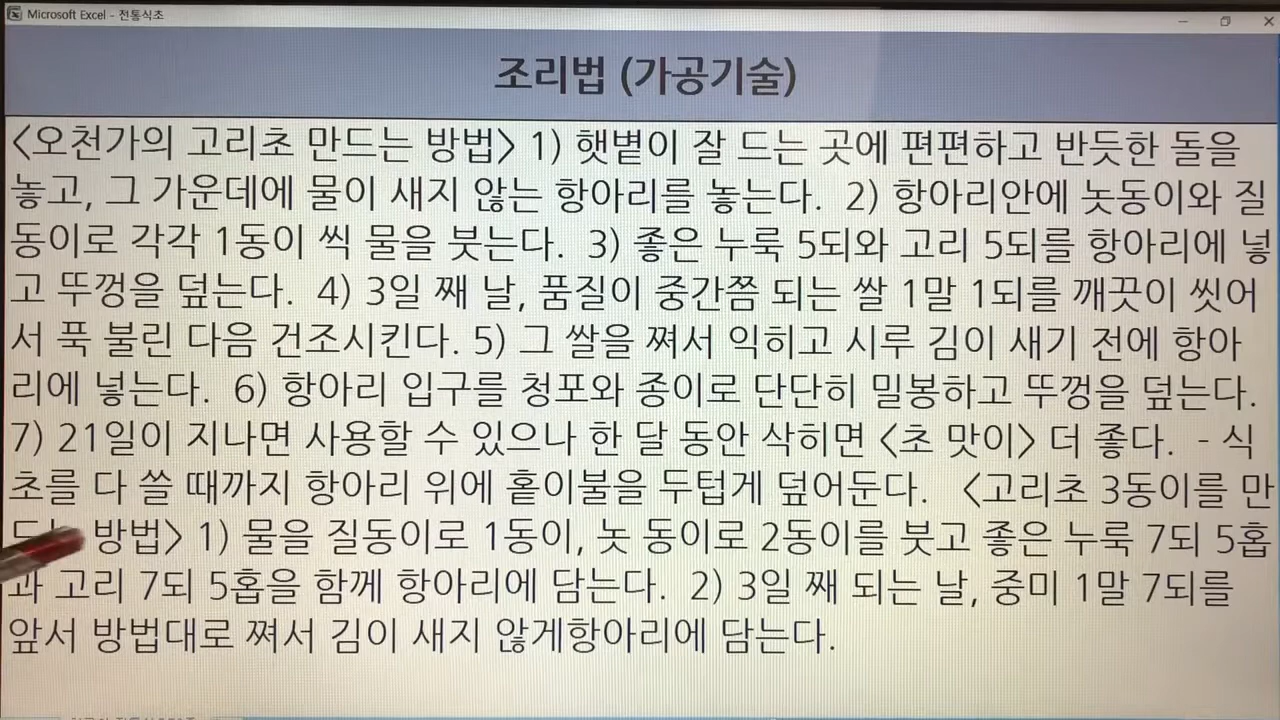 Microsoft Excel - 전통식초
조리법 (가공기술)
〈오천가의 고리초 만드는 방법〉 1) 햇볕이 잘 드는 곳에 편편하고 반듯한 돌을
놓고, 그 가운데에 물이 새지 않는 항아리를 놓는다. 2) 항아리안에 놋동이와 질
동이로 각각 1동이 씩 물을 붓는다. 3) 좋은 누룩 5되와 고리 5되를 항아리에 넣
고 뚜껑을 덮는다. 4) 3일 째 날, 품질이 중간쯤 되는 쌀 1말 1되를 깨끗이 씻어
서 푹 불린 다음 건조시킨다. 5) 그 쌀을 쪄서 익히고 시루 김이 새기 전에 항아
리에 넣는다. 6) 항아리 입구를 청포와 종이로 단단히 밀봉하고 뚜껑을 덮는다.
7) 21일이 지나면 사용할 수 있으나 한 달 동안 삭히면 〈초 맛이〉 더 좋다. - 식
초를 다 쓸 때까지 항아리 위에 홑이불을 두텁게 덮어둔다. 〈고리초 3동이를 만
드는 방법〉 1) 물을 질동이로 1동이, 놋 동이로 2동이를 붓고 좋은 누룩 7되 5홉
과 고리 7되 5홉을 함께 항아리에 담는다. 2) 3일 째 되는 날, 중미 1말 7되를
앞서 방법대로 쪄서 김이 새지 않게항아리에 담는다.